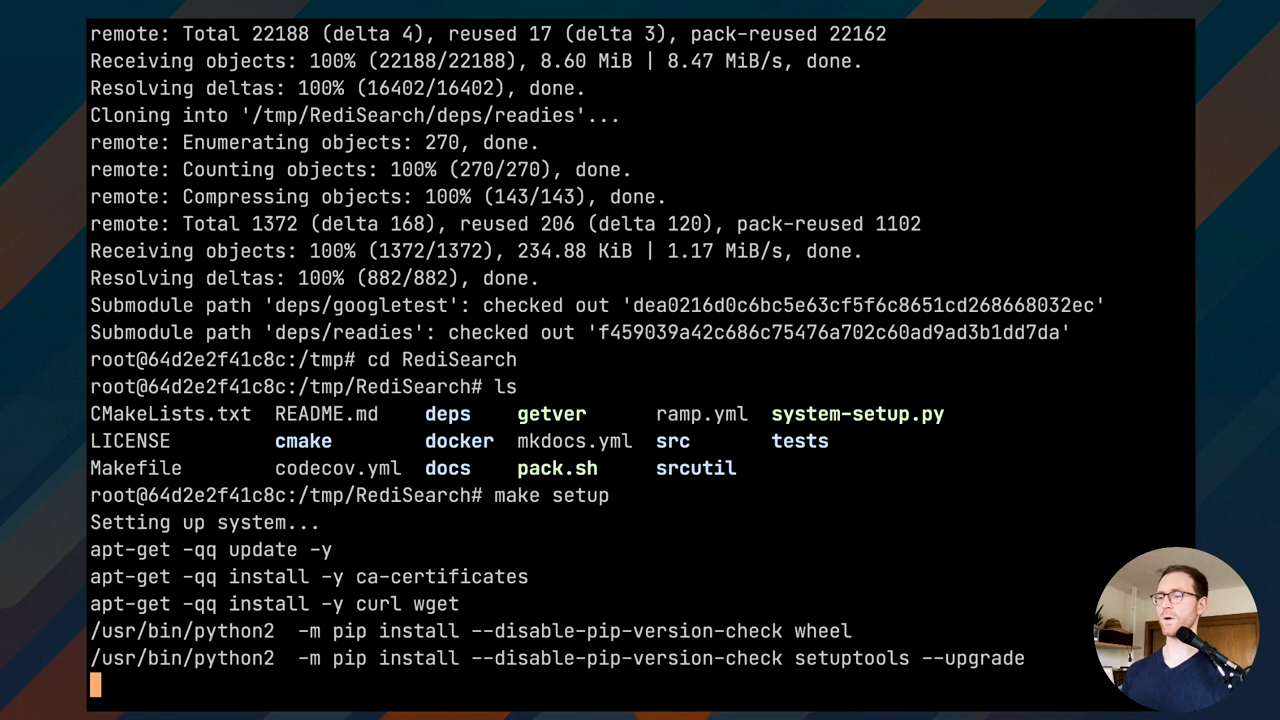 remote: Total 22188 (delta 4), reused 17 (delta 3), pack-reused 22162
Receiving objects: 100% (22188/22188), 8.60 MiB | 8.47 MiB/s, done.
Resolving deltas: 100% (16402/16402), done.
Cloning into '/tmp/RediSearch/deps/readies'...
remote: Enumerating objects: 270, done.
remote: Counting objects: 100% (270/270), done.
remote: Compressing objects: 100% (143/143), done.
remote: Total 1372 (delta 168), reused 206 (delta 120), pack-reused 1102
Receiving objects: 100% (1372/1372), 234.88 KiB | 1.17 MiB/s, done.
Resolving deltas: 100% (882/882), done.
Submodule path 'deps/googletest': checked out 'dea0216d0c6bc5e63cf5f6c8651cd268668032ec'
Submodule path 'deps/readies': checked out 'f459039a42c686c75476a702c60ad9ad3b1dd7da'
root@64d2e2f41c8c:/tmp# cd RediSearch
root@64d2e2f41c8c:/tmp/RediSearch# ls
CMakeLists.txt  README.md    deps    getver      ramp.yml  system-setup.py
LICENSE         cmake        docker  mkdocs.yml  src       tests
Makefile        codecov.yml  docs    pack.sh     srcutil
root@64d2e2f41c8c:/tmp/RediSearch# make setup
Setting up system...
apt-get -qq update -y
apt-get -qq install -y ca-certificates
apt-get -qq install -y curl wget
/usr/bin/python2  -m pip install --disable-pip-version-check wheel
/usr/bin/python2  -m pip install --disable-pip-version-check setuptools --upgrade